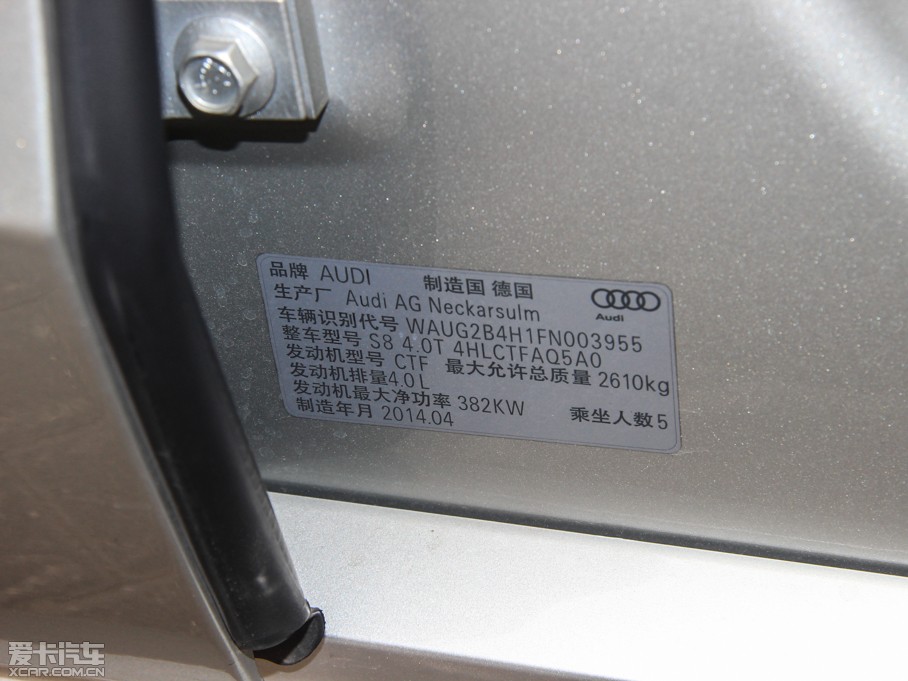 品牌 AUDI 制造国 德国
生产厂 Audi AG Neckarsulm
Audi
车辆识别代号 WAUG2B4H1FN003955
整车型号 S8 4.0T 4HLCTFAQ5A0
发动机型号 CTF 最大允许总质量 2610kg
发动机排量4.0L
发动机最大净功率 382KW 乘坐人数5
制造年月 2014.04
爱卡汽车
XCAR.COM.CN